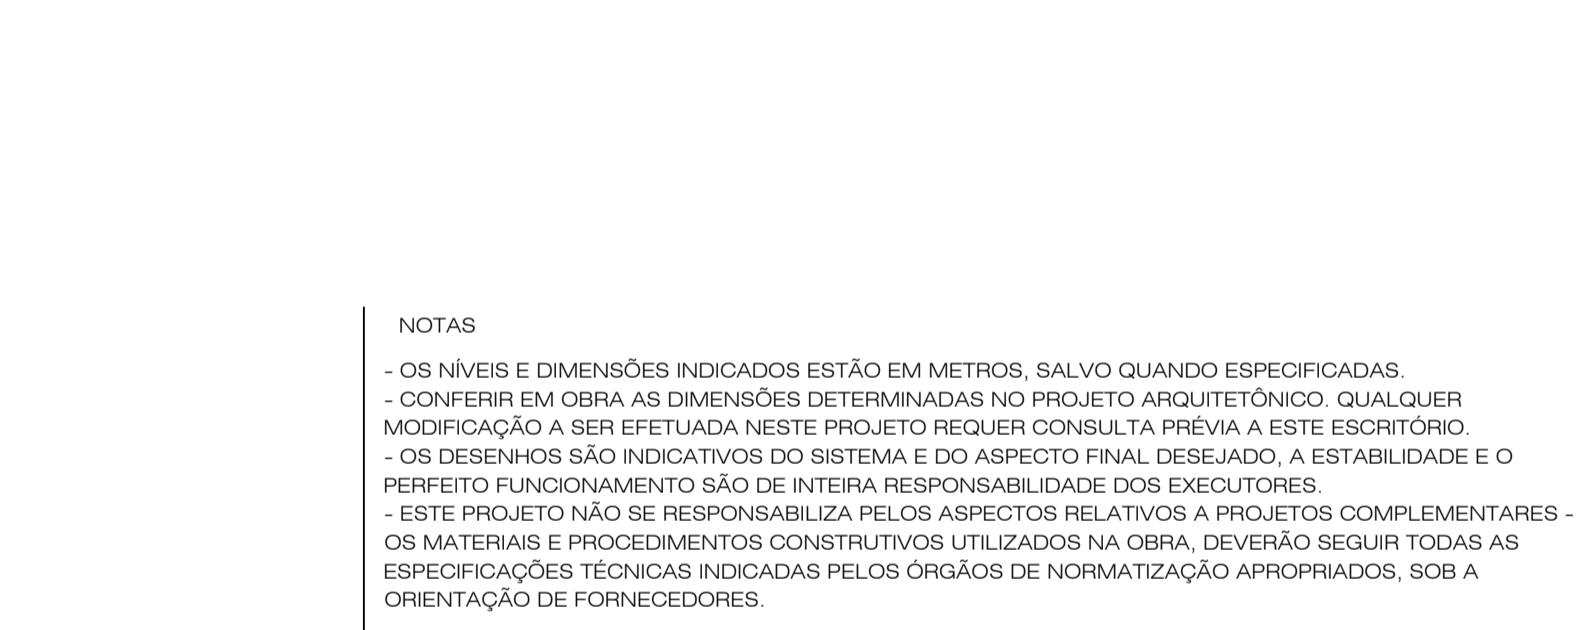 NOTAS
- OS NÍVEIS E DIMENSÕES INDICADOS ESTÃO EM METROS, SALVO QUANDO ESPECIFICADAS.
- CONFERIR EM OBRA AS DIMENSÕES DETERMINADAS NO PROJETO ARQUITETÔNICO. QUALQUER
MODIFICAÇÃO A SER EFETUADA NESTE PROJETO REQUER CONSULTA PRÉVIA A ESTE ESCRITÓRIO.
- OS DESENHOS SÃO INDICATIVOS DO SISTEMA E DO ASPECTO FINAL DESEJADO, A ESTABILIDADE E O
PERFEITO FUNCIONAMENTO SÃO DE INTEIRA RESPONSABILIDADE DOS EXECUTORES.
- ESTE PROJETO NÃO SE RESPONSABILIZA PELOS ASPECTOS RELATIVOS A PROJETOS COMPLEMENTARES -
OS MATERIAIS E PROCEDIMENTOS CONSTRUTIVOS UTILIZADOS NA OBRA, DEVERÃO SEGUIR TODAS AS
ESPECIFICAÇÕES TÉCNICAS INDICADAS PELOS ÓRGÃOS DE NORMATIZAÇÃO APROPRIADOS, SOB A
ORIENTAÇÃO DE FORNECEDORES.